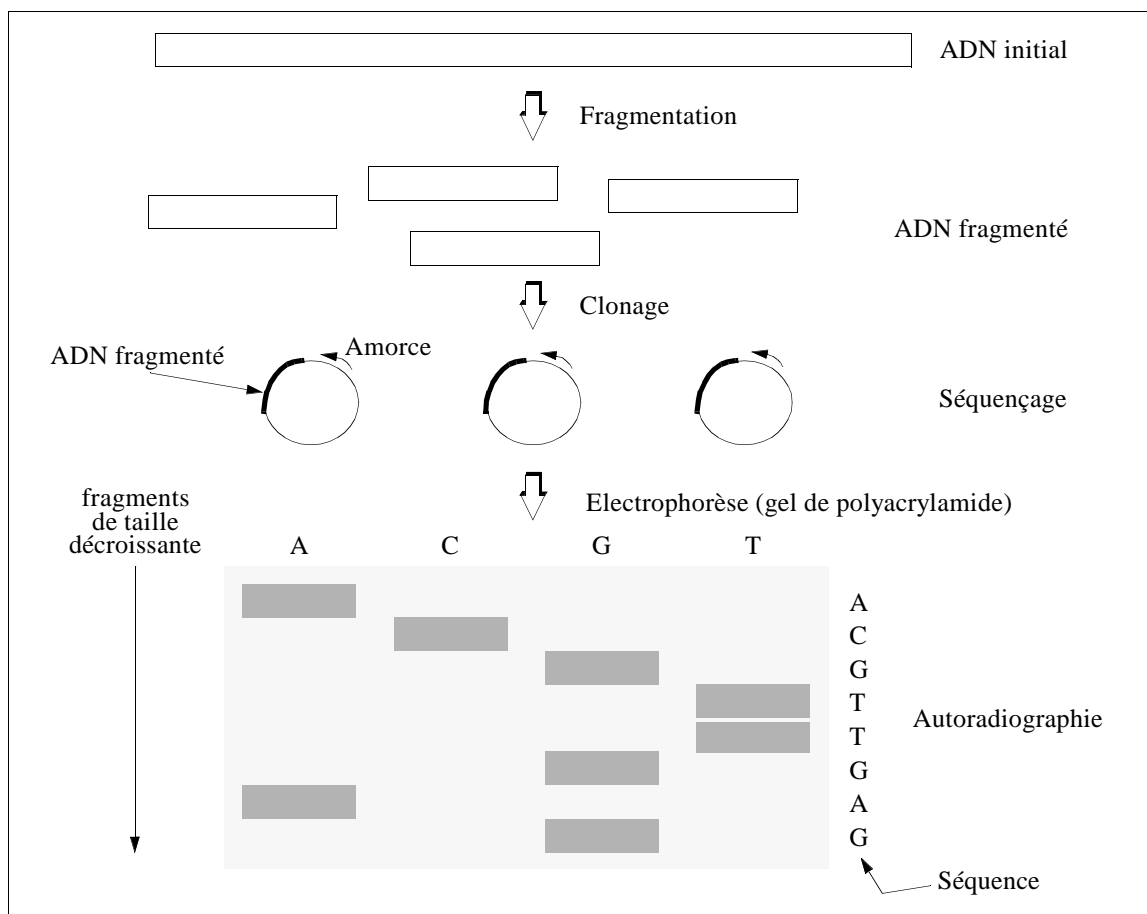 ADN initial
Fragmentation
ADN fragmenté
Clonage
ADN fragmenté
Amorce
Séquençage
fragments
de taille
décroissante
Electrophorèse (gel de polyacrylamide)
A C G T
A
C
G
T
T
G
A
G
Autoradiographie
Séquence